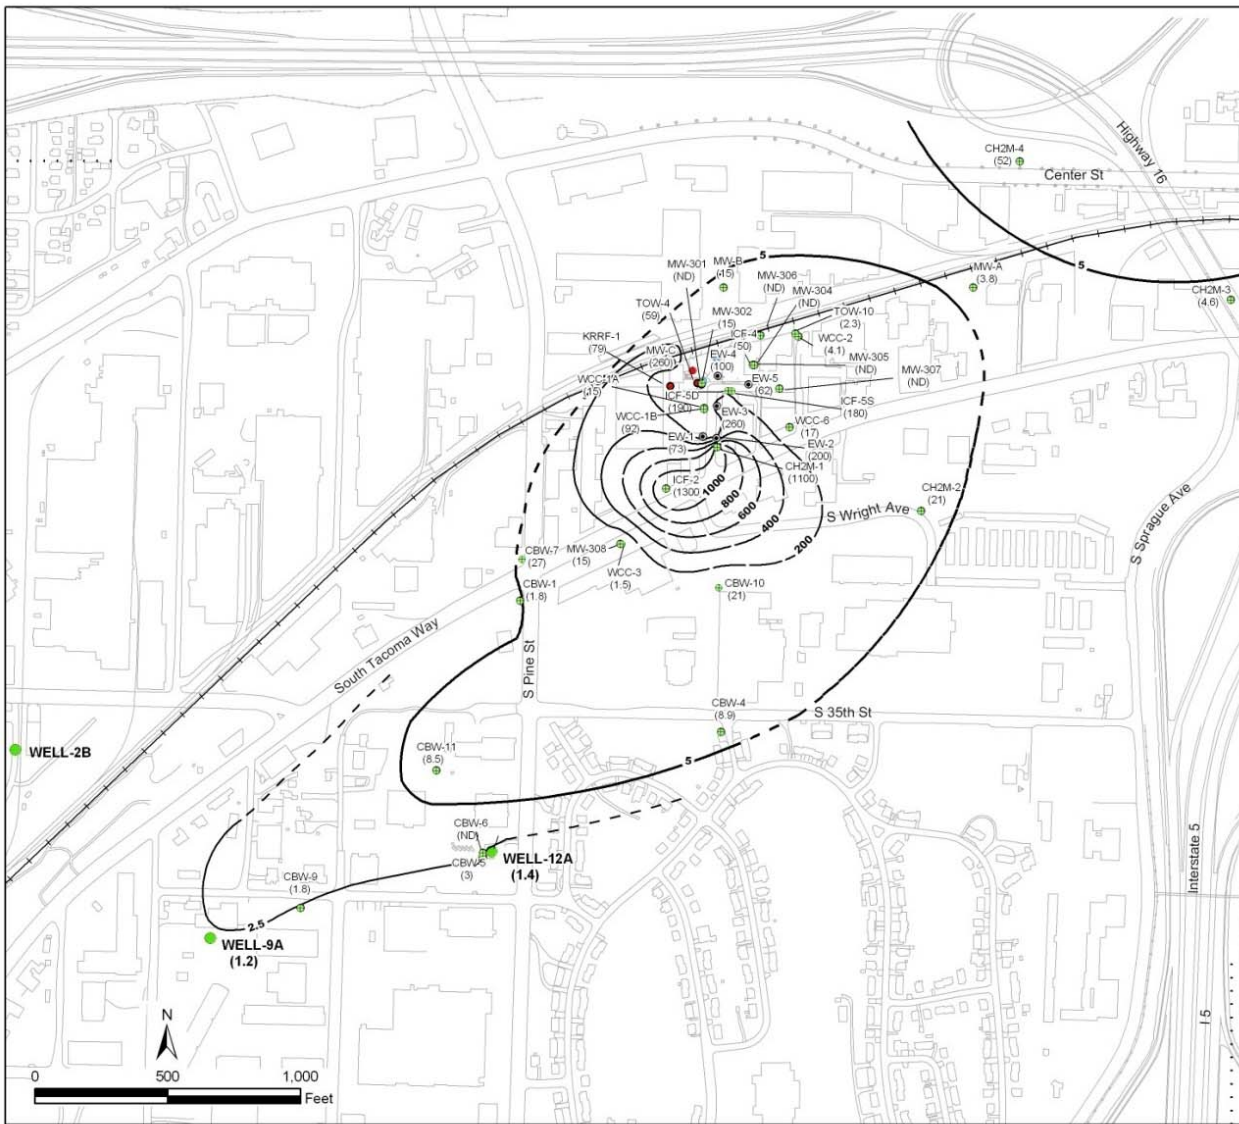 Highway 16
CH2M-4
(52)
Center St
5
5
MW-301
(ND)
MW-B
(15)
MW-306
(ND)
MW-304
(ND)
MW-A
(3.8)
CH2M-3
(4.6)
TOW-4
(59)
MW-302
(15)
TOW-10
(2.3)
KRRF-1
(79)
MW-C
(260)
ICF-4
(50)
WCC-2
(4.1)
EW-4
(100)
MW-305
(ND)
MW-307
(ND)
WCC-1A
(15)
EW-5
(62)
ICF-5D
(190)
ICF-5S
(180)
WCC-1B
(92)
EW-3
(260)
WCC-6
(17)
EW-1
(73)
EW-2
(200)
CH2M-1
(1100)
ICF-2
(1300
1000
800
600
400
200
CH2M-2
(21)
S Wright Ave
S Sprague Ave
CBW-7
(27)
MW-308
(15)
WCC-3
(1.5)
CBW-1
(1.8)
CBW-10
(21)
South Tacoma Way
S Pine St
CBW-4
(8.9)
S 35th St
WELL-2B
CBW-11
(8.5)
5
CBW-6
(ND)
CBW-5
(3)
WELL-12A
(1.4)
Interstate 5
CBW-9
(1.8)
2.5
WELL-9A
(1.2)
I 5
N
0 500 1,000
Feet